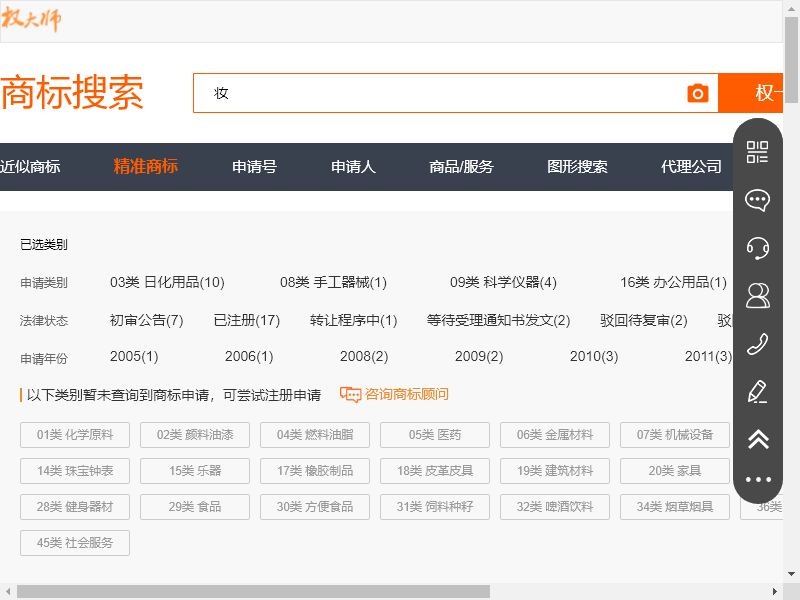 权大师
商标搜索
妆
权一
近似商标 精准商标 申请号 申请人 商品/服务 图形搜索 代理公司
已选类别
申请类别 03类 日化用品(10) 08类 手工器械(1) 09类 科学仪器(4) 16类 办公用品(1)
法律状态 初审公告(7) 已注册(17) 转让程序中(1) 等待受理通知书发文(2) 驳回待复审(2) 驳
申请年份 2005(1) 2006(1) 2008(2) 2009(2) 2010(3) 2011(3)
以下类别暂未查询到商标申请，可尝试注册申请 咨询商标顾问
01类 化学原料 02类 颜料油漆 04类 燃料油脂 05类 医药 06类 金属材料 07类 机械设备
14类 珠宝钟表 15类 乐器 17类 橡胶制品 18类 皮革皮具 19类 建筑材料 20类 家具
28类 健身器材 29类 食品 30类 方便食品 31类 饲料种籽 32类 啤酒饮料 34类 烟草烟具 36类
45类 社会服务